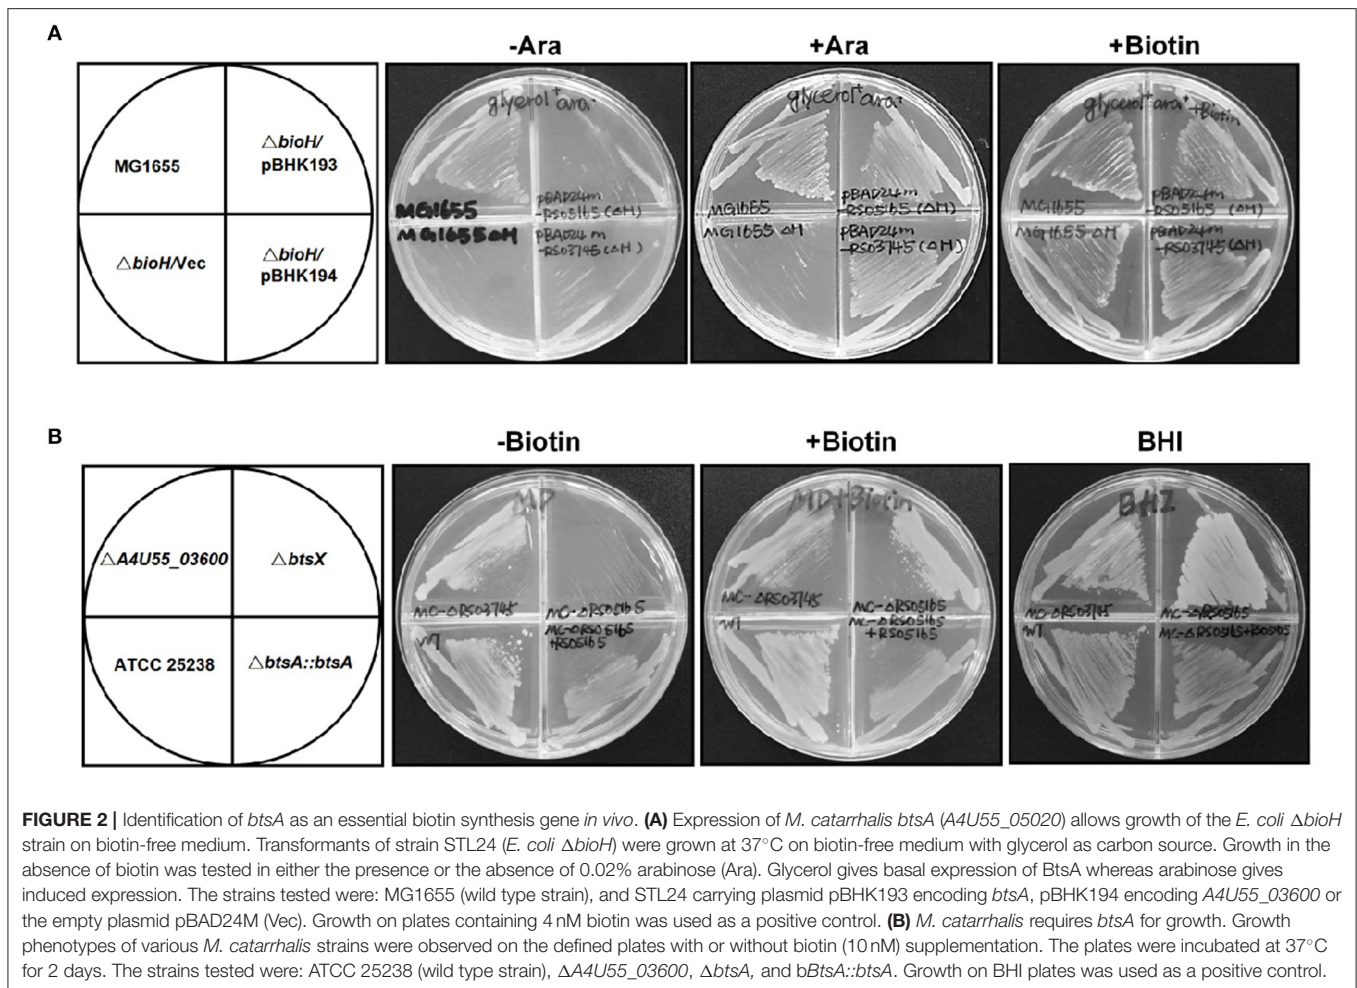 A
-Ara
+Ara
+Biotin
MG1655
△bioH/
pBHK193
△bioH/Vec
△bioH/
pBHK194
glycerol⁺ara⁻
MG1655
pBAD24m
-RS05165(ΔH)
MG1655ΔH
pBAD24m
-RS03745(ΔH)
glycerol⁺ara⁺
MG1655
pBAD24m
-RS05165(ΔH)
MG1655 ΔH
pBAD24m
-RS03745(ΔH)
glycerol⁺ara⁺
+Biotin
MG1655
pBAD24m
-RS05165(ΔH)
MG1655 ΔH
pBAD24m
-RS03745(ΔH)
B
-Biotin
+Biotin
BHI
△A4U55_03600
△btsX
ATCC 25238
△btsA::btsA
MC-ΔRS03745
MC-ΔRS05165
WT
MC-ΔRS05165
+RS05165
MD+Biotin
MC-ΔRS03745
MC-ΔRS05165
WT
MC-ΔRS05165
+RS05165
BHI
MC-ΔRS03745
MC-ΔRS05165
WT
MC-ΔRS05165+RS05165
FIGURE 2 | Identification of btsA as an essential biotin synthesis gene in vivo. (A) Expression of M. catarrhalis btsA (A4U55_05020) allows growth of the E. coli ΔbioH
strain on biotin-free medium. Transformants of strain STL24 (E. coli ΔbioH) were grown at 37°C on biotin-free medium with glycerol as carbon source. Growth in the
absence of biotin was tested in either the presence or the absence of 0.02% arabinose (Ara). Glycerol gives basal expression of BtsA whereas arabinose gives
induced expression. The strains tested were: MG1655 (wild type strain), and STL24 carrying plasmid pBHK193 encoding btsA, pBHK194 encoding A4U55_03600 or
the empty plasmid pBAD24M (Vec). Growth on plates containing 4 nM biotin was used as a positive control. (B) M. catarrhalis requires btsA for growth. Growth
phenotypes of various M. catarrhalis strains were observed on the defined plates with or without biotin (10 nM) supplementation. The plates were incubated at 37°C
for 2 days. The strains tested were: ATCC 25238 (wild type strain), ΔA4U55_03600, ΔbtsA, and bBtsA::btsA. Growth on BHI plates was used as a positive control.